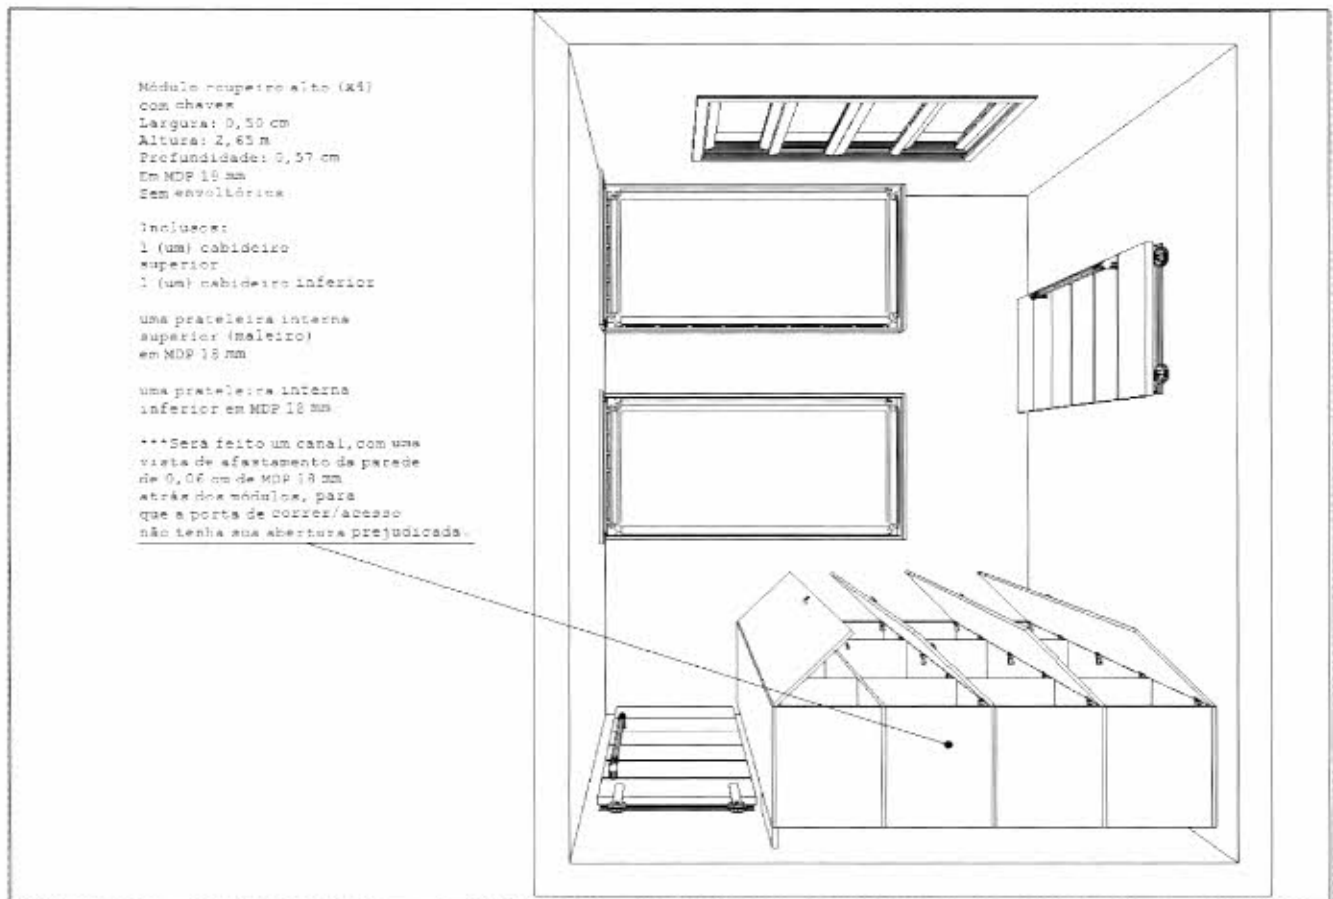 Módulo roupeiro alto (x4)
com chaves
Largura: 0,50 cm
Altura: 2,65 m
Profundidade: 0,57 cm
Em MDP 18 mm
Sem envoltórios
Inclusos:
1 (um) cabideiro
superior
1 (um) cabideiro inferior
uma prateleira interna
superior (maleiro)
em MDP 18 mm
uma prateleira interna
inferior em MDP 18 mm
***Será feito um canal, com uma
vista de afastamento da parede
de 0,06 cm de MDP 18 mm
atrás dos módulos, para
que a porta de correr/acesso
não tenha sua abertura prejudicada.